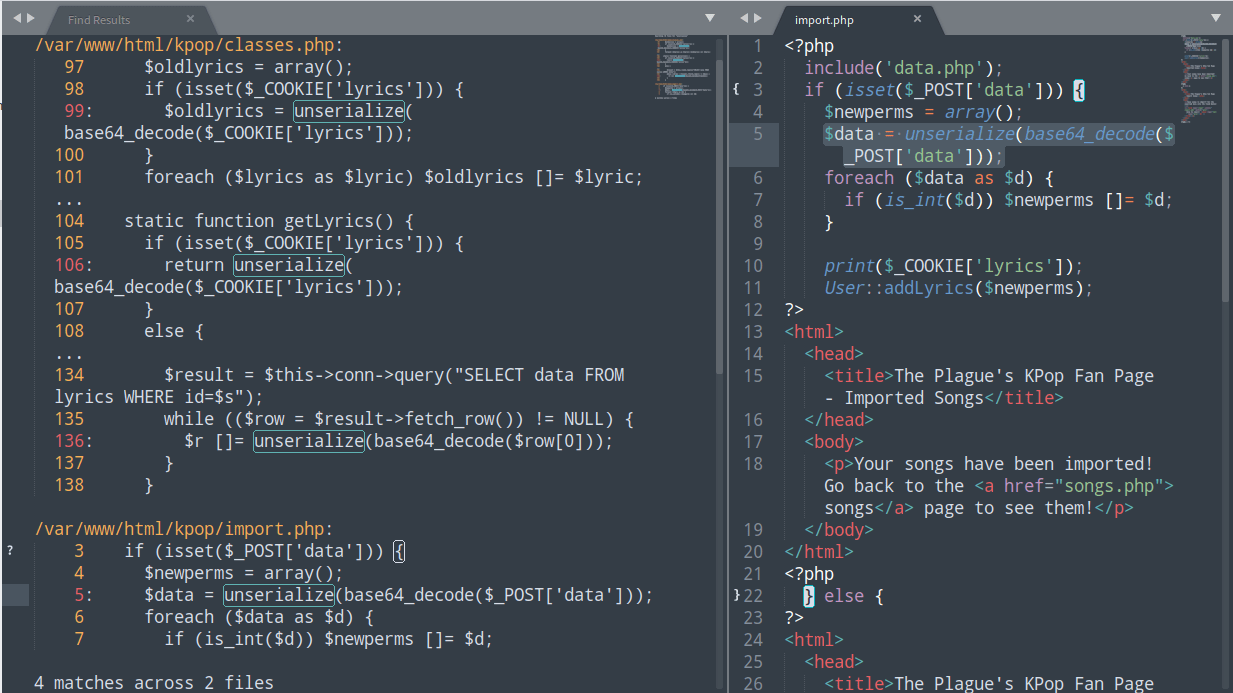 Find Results
/var/www/html/kpop/classes.php:
97 $oldlyrics = array();
98 if (isset($_COOKIE['lyrics'])) {
99: $oldlyrics = unserialize(
base64_decode($_COOKIE['lyrics']));
100 }
101 foreach ($lyrics as $lyric) $oldlyrics []= $lyric;
...
104 static function getLyrics() {
105 if (isset($_COOKIE['lyrics'])) {
106: return unserialize(
base64_decode($_COOKIE['lyrics']));
107 }
108 else {
...
134 $result = $this->conn->query("SELECT data FROM
lyrics WHERE id=$s");
135 while (($row = $result->fetch_row()) != NULL) {
136: $r []= unserialize(base64_decode($row[0]));
137 }
138 }
/var/www/html/kpop/import.php:
? 3 if (isset($_POST['data'])) {
4 $newperms = array();
5: $data = unserialize(base64_decode($_POST['data']));
6 foreach ($data as $d) {
7 if (is_int($d)) $newperms []= $d;
4 matches across 2 files
import.php
1 <?php
2 include('data.php');
{ 3 if (isset($_POST['data'])) {
4 $newperms = array();
5 $data = unserialize(base64_decode($
_POST['data']));
6 foreach ($data as $d) {
7 if (is_int($d)) $newperms []= $d;
8 }
9
10 print($_COOKIE['lyrics']);
11 User::addLyrics($newperms);
12 ?>
13 <html>
14 <head>
15 <title>The Plague's KPop Fan Page
- Imported Songs</title>
16 </head>
17 <body>
18 <p>Your songs have been imported!
Go back to the <a href="songs.php">
songs</a> page to see them!</p>
19 </body>
20 </html>
21 <?php
} 22 } else {
23 ?>
24 <html>
25 <head>
26 <title>The Plague's KPop Fan Page